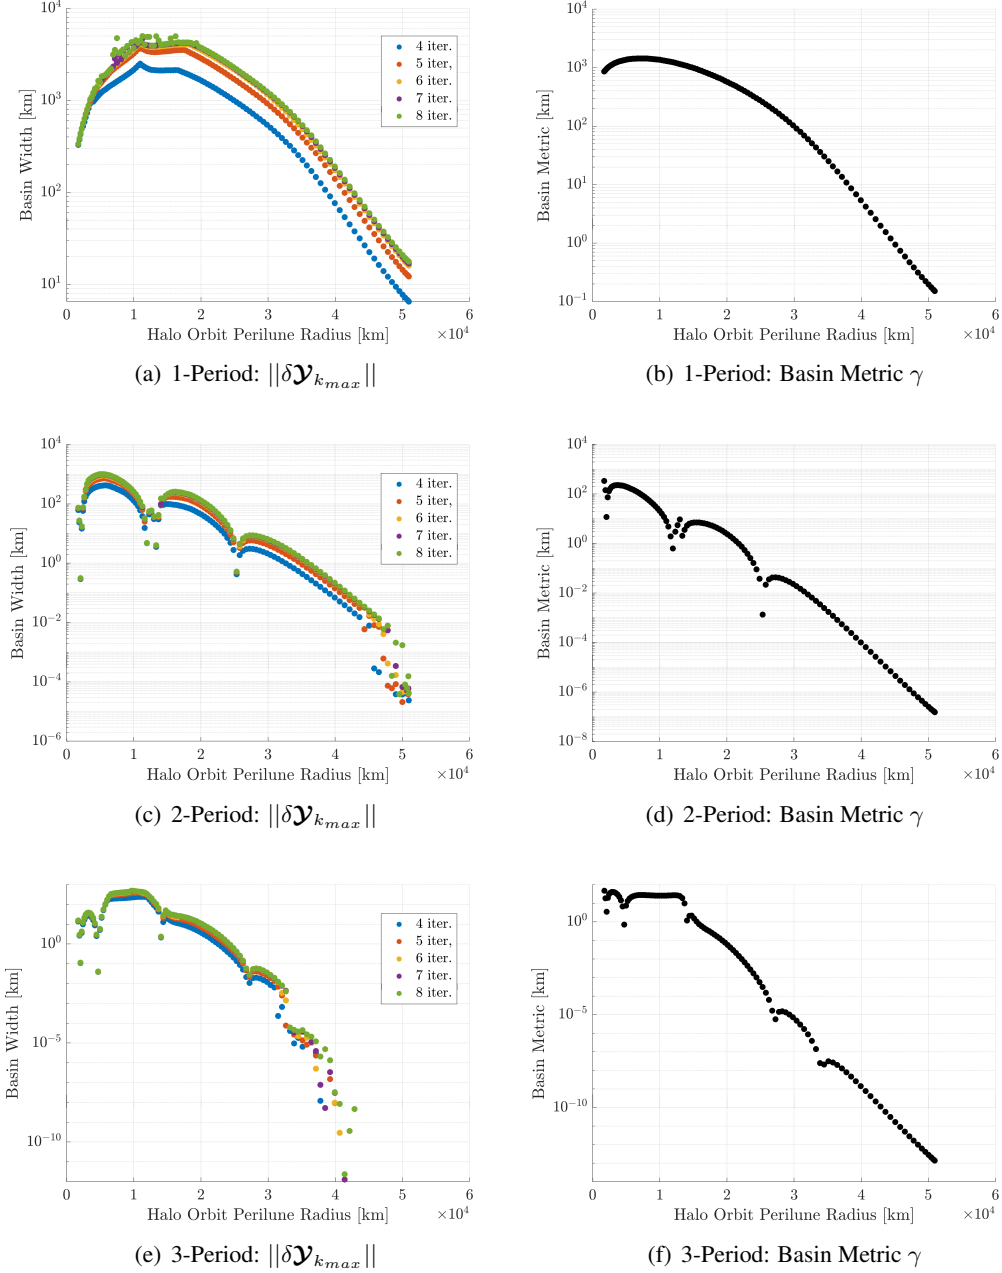 10^4
10^3
10^2
10^1
Basin Width [km]
4 iter.
5 iter,
6 iter.
7 iter.
8 iter.
0 1 2 3 4 5 6
Halo Orbit Perilune Radius [km] ×10^4
(a) 1-Period: ||δ𝒴_{k_{max}}||
10^4
10^3
10^2
10^1
10^0
10^−1
Basin Metric [km]
0 1 2 3 4 5 6
Halo Orbit Perilune Radius [km] ×10^4
(b) 1-Period: Basin Metric γ
10^4
10^2
10^0
10^−2
10^−4
10^−6
Basin Width [km]
4 iter.
5 iter,
6 iter.
7 iter.
8 iter.
0 1 2 3 4 5 6
Halo Orbit Perilune Radius [km] ×10^4
(c) 2-Period: ||δ𝒴_{k_{max}}||
10^4
10^2
10^0
10^−2
10^−4
10^−6
10^−8
Basin Metric [km]
0 1 2 3 4 5 6
Halo Orbit Perilune Radius [km] ×10^4
(d) 2-Period: Basin Metric γ
10^0
10^−5
10^−10
Basin Width [km]
4 iter.
5 iter,
6 iter.
7 iter.
8 iter.
0 1 2 3 4 5 6
Halo Orbit Perilune Radius [km] ×10^4
(e) 3-Period: ||δ𝒴_{k_{max}}||
10^0
10^−5
10^−10
Basin Metric [km]
0 1 2 3 4 5 6
Halo Orbit Perilune Radius [km] ×10^4
(f) 3-Period: Basin Metric γ